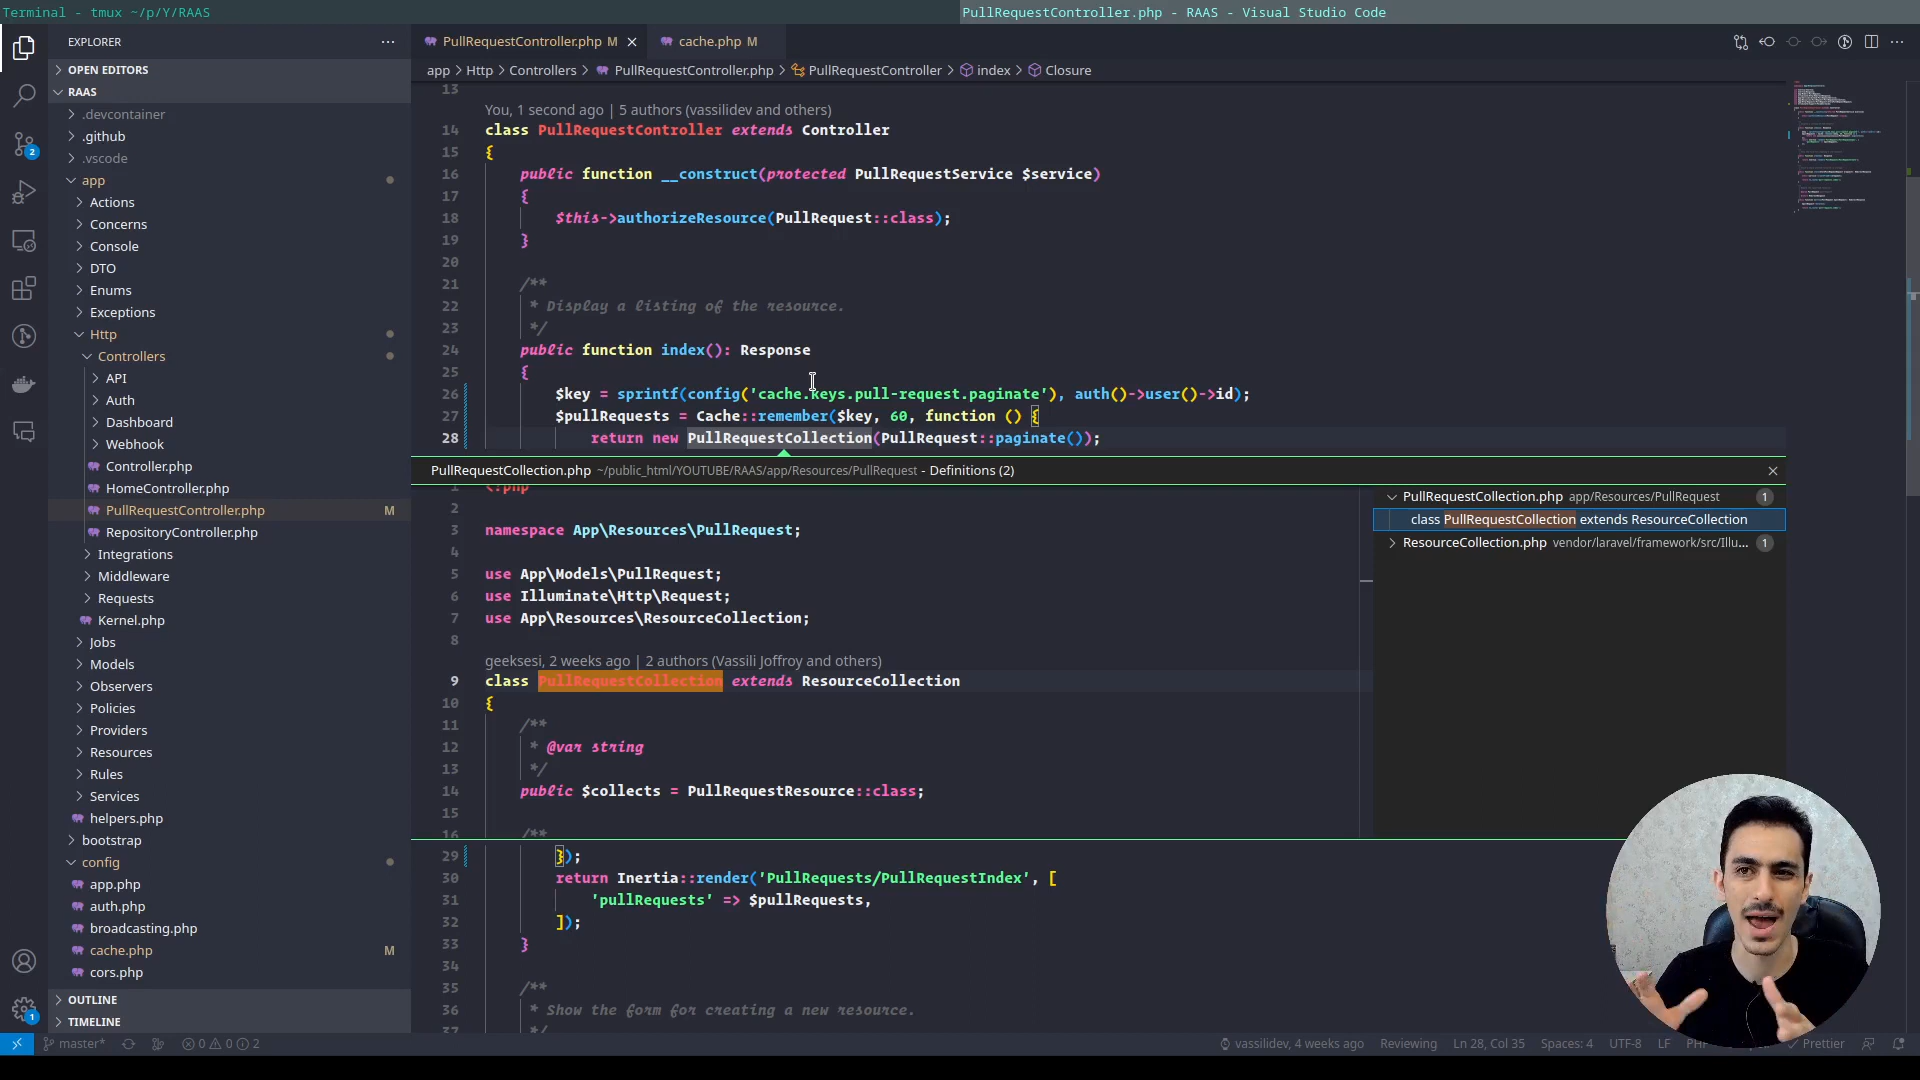 Terminal - tmux ~/p/Y/RAAS
PullRequestController.php - RAAS - Visual Studio Code
EXPLORER
PullRequestController.php M
cache.php M
OPEN EDITORS
RAAS
.devcontainer
.github
.vscode
app
Actions
Concerns
Console
DTO
Enums
Exceptions
Http
Controllers
API
Auth
Dashboard
Webhook
Controller.php
HomeController.php
PullRequestController.php M
RepositoryController.php
Integrations
Middleware
Requests
Kernel.php
Jobs
Models
Observers
Policies
Providers
Resources
Rules
Services
helpers.php
bootstrap
config
app.php
auth.php
broadcasting.php
cache.php M
cors.php
OUTLINE
TIMELINE
2
1
app > Http > Controllers > PullRequestController.php > PullRequestController > index > Closure
13
You, 1 second ago | 5 authors (vassilidev and others)
14 class PullRequestController extends Controller
15 {
16 public function __construct(protected PullRequestService $service)
17 {
18 $this->authorizeResource(PullRequest::class);
19 }
20
21 /**
22 * Display a listing of the resource.
23 */
24 public function index(): Response
25 {
26 $key = sprintf(config('cache.keys.pull-request.paginate'), auth()->user()->id);
27 $pullRequests = Cache::remember($key, 60, function () {
28 return new PullRequestCollection(PullRequest::paginate());
PullRequestCollection.php ~/public_html/YOUTUBE/RAAS/app/Resources/PullRequest - Definitions (2)
1 <?php
2
3 namespace App\Resources\PullRequest;
4
5 use App\Models\PullRequest;
6 use Illuminate\Http\Request;
7 use App\Resources\ResourceCollection;
8
geeksesi, 2 weeks ago | 2 authors (Vassili Joffroy and others)
9 class PullRequestCollection extends ResourceCollection
10 {
11 /**
12 * @var string
13 */
14 public $collects = PullRequestResource::class;
15
16 /**
PullRequestCollection.php app/Resources/PullRequest 1
class PullRequestCollection extends ResourceCollection
ResourceCollection.php vendor/laravel/framework/src/Illu... 1
29 });
30 return Inertia::render('PullRequests/PullRequestIndex', [
31 'pullRequests' => $pullRequests,
32 ]);
33 }
34
35 /**
36 * Show the form for creating a new resource.
37 */
master* 0 0 2
vassilidev, 4 weeks ago Reviewing Ln 28, Col 35 Spaces: 4 UTF-8 LF PH Prettier